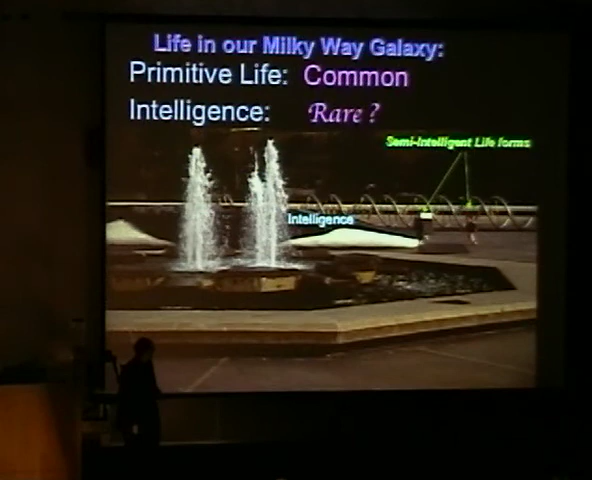 Life in our Milky Way Galaxy:
Primitive Life: Common
Intelligence: Rare ?
Semi-Intelligent Life forms
Intelligence